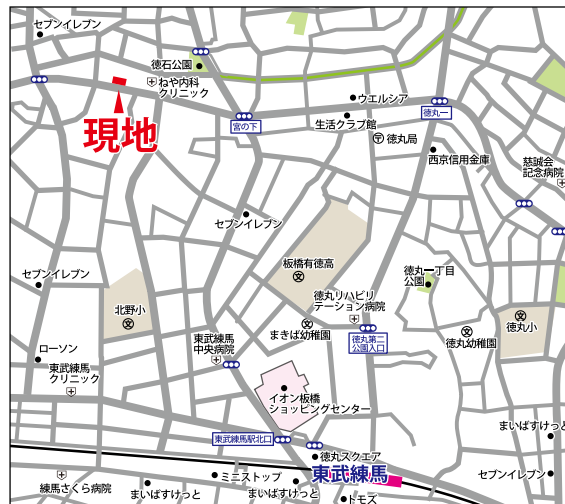 セブンイレブン
徳石公園
ねや内科
クリニック
現地
宮の下
ウエルシア
生活クラブ館
徳丸一
徳丸局
西京信用金庫
慈誠会
記念病院
セブンイレブン
セブンイレブン
板橋有徳高
徳丸一丁目
公園
北野小
徳丸リハビリ
テーション病院
まきば幼稚園
徳丸第二
公園入口
徳丸幼稚園
徳丸小
ローソン
東武練馬
中央病院
東武練馬
クリニック
イオン板橋
ショッピングセンター
まいばすけっと
東武練馬駅北口
徳丸スクエア
東武練馬
セブンイレブン
練馬さくら病院
ミニストップ
まいばすけっと
まいばすけっと
トモズ